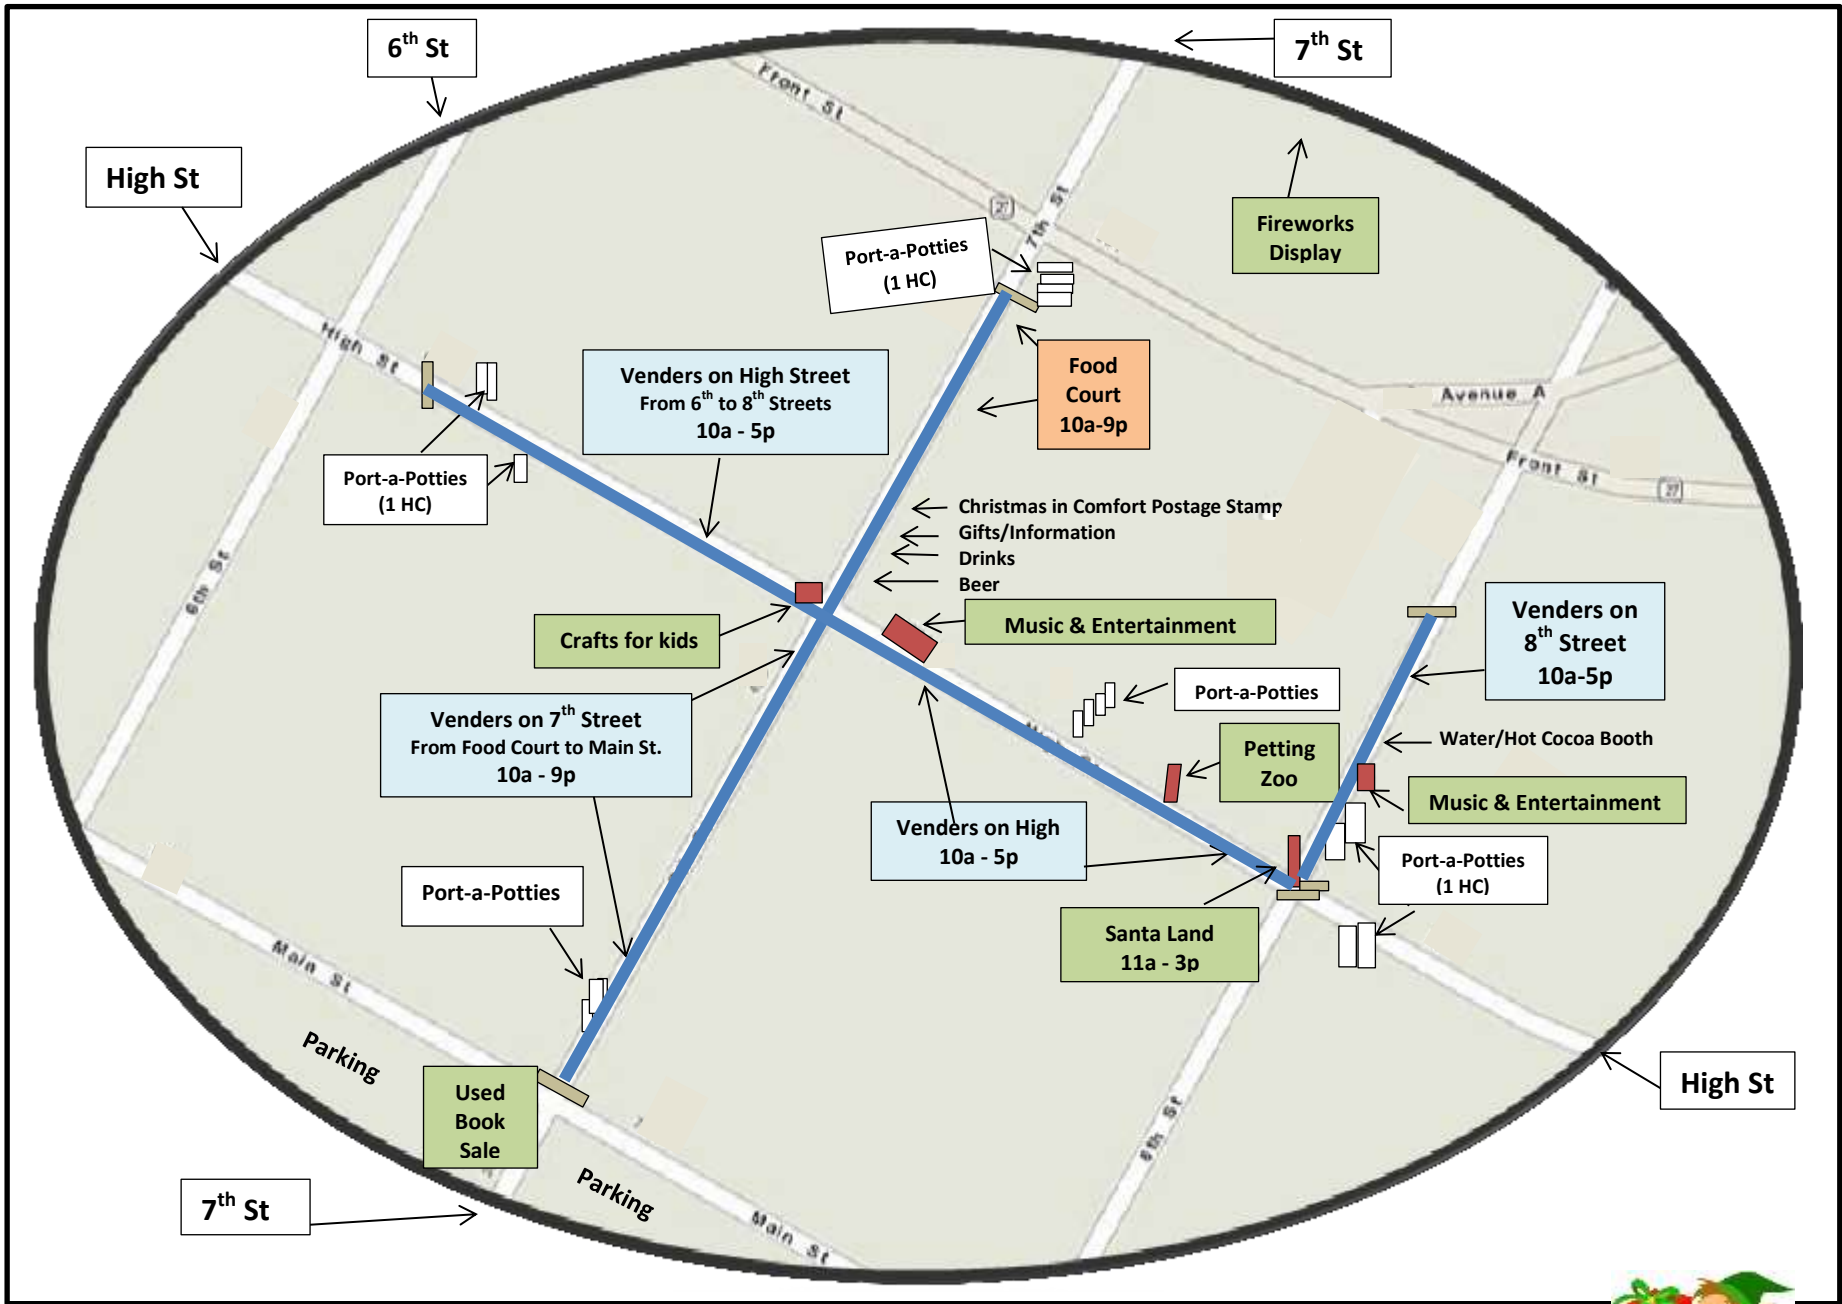 6th St
7th St
High St
Front St
27
7th St
Fireworks
Display
Port-a-Potties
(1 HC)
High St
Venders on High Street
From 6th to 8th Streets
10a - 5p
Food
Court
10a-9p
Avenue A
Port-a-Potties
(1 HC)
Front St
27
Christmas in Comfort Postage Stamp
Gifts/Information
Drinks
Beer
6th St
Crafts for kids
Music & Entertainment
Venders on
8th Street
10a-5p
Port-a-Potties
Venders on 7th Street
From Food Court to Main St.
10a - 9p
Petting
Zoo
Water/Hot Cocoa Booth
Music & Entertainment
Venders on High
10a - 5p
Port-a-Potties
(1 HC)
Port-a-Potties
Santa Land
11a - 3p
Main St
Parking
Used
Book
Sale
High St
8th St
Parking
7th St
Main St